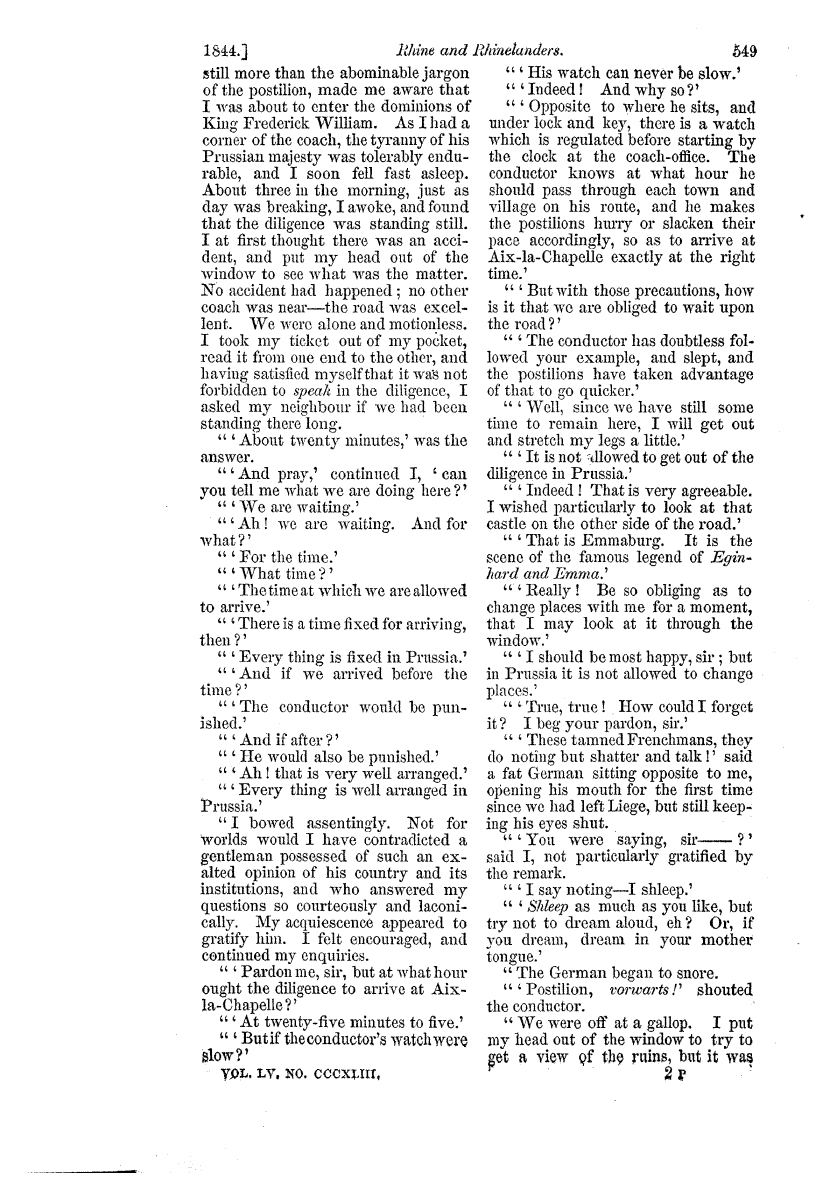 1844.] Rhine and Rhinelanders. 549
still more than the abominable jargon
of the postilion, made me aware that
I was about to enter the dominions of
King Frederick William. As I had a
corner of the coach, the tyranny of his
Prussian majesty was tolerably endu-
rable, and I soon fell fast asleep.
About three in the morning, just as
day was breaking, I awoke, and found
that the diligence was standing still.
I at first thought there was an acci-
dent, and put my head out of the
window to see what was the matter.
No accident had happened; no other
coach was near—the road was excel-
lent. We were alone and motionless.
I took my ticket out of my pocket,
read it from one end to the other, and
having satisfied myself that it was not
forbidden to speak in the diligence, I
asked my neighbour if we had been
standing there long.
"'About twenty minutes,' was the
answer.
"'And pray,' continued I, 'can
you tell me what we are doing here?'
"'We are waiting.'
"'Ah! we are waiting. And for
what?'
"'For the time.'
"'What time?'
"'The time at which we are allowed
to arrive.'
"'There is a time fixed for arriving,
then?'
"'Every thing is fixed in Prussia.'
"'And if we arrived before the
time?'
"'The conductor would be pun-
ished.'
"'And if after?'
"'He would also be punished.'
"'Ah! that is very well arranged.'
"'Every thing is well arranged in
Prussia.'
"I bowed assentingly. Not for
worlds would I have contradicted a
gentleman possessed of such an ex-
alted opinion of his country and its
institutions, and who answered my
questions so courteously and laconi-
cally. My acquiescence appeared to
gratify him. I felt encouraged, and
continued my enquiries.
"'Pardon me, sir, but at what hour
ought the diligence to arrive at Aix-
la-Chapelle?'
"'At twenty-five minutes to five.'
"'But if the conductor's watch were
slow?'
VOL. LV. NO. CCCXLIII.
"'His watch can never be slow.'
"'Indeed! And why so?'
"'Opposite to where he sits, and
under lock and key, there is a watch
which is regulated before starting by
the clock at the coach-office. The
conductor knows at what hour he
should pass through each town and
village on his route, and he makes
the postilions hurry or slacken their
pace accordingly, so as to arrive at
Aix-la-Chapelle exactly at the right
time.'
"'But with those precautions, how
is it that we are obliged to wait upon
the road?'
"'The conductor has doubtless fol-
lowed your example, and slept, and
the postilions have taken advantage
of that to go quicker.'
"'Well, since we have still some
time to remain here, I will get out
and stretch my legs a little.'
"'It is not allowed to get out of the
diligence in Prussia.'
"'Indeed! That is very agreeable.
I wished particularly to look at that
castle on the other side of the road.'
"'That is Emmaburg. It is the
scene of the famous legend of Egin-
hard and Emma.'
"'Really! Be so obliging as to
change places with me for a moment,
that I may look at it through the
window.'
"'I should be most happy, sir; but
in Prussia it is not allowed to change
places.'
"'True, true! How could I forget
it? I beg your pardon, sir.'
"'These tamned Frenchmans, they
do noting but shatter and talk!' said
a fat German sitting opposite to me,
opening his mouth for the first time
since we had left Liege, but still keep-
ing his eyes shut.
"'You were saying, sir——?'
said I, not particularly gratified by
the remark.
"'I say noting—I shleep.'
"'Shleep as much as you like, but
try not to dream aloud, eh? Or, if
you dream, dream in your mother
tongue.'
"The German began to snore.
"'Postilion, vorwarts!' shouted
the conductor.
"We were off at a gallop. I put
my head out of the window to try to
get a view of the ruins, but it was
2 P